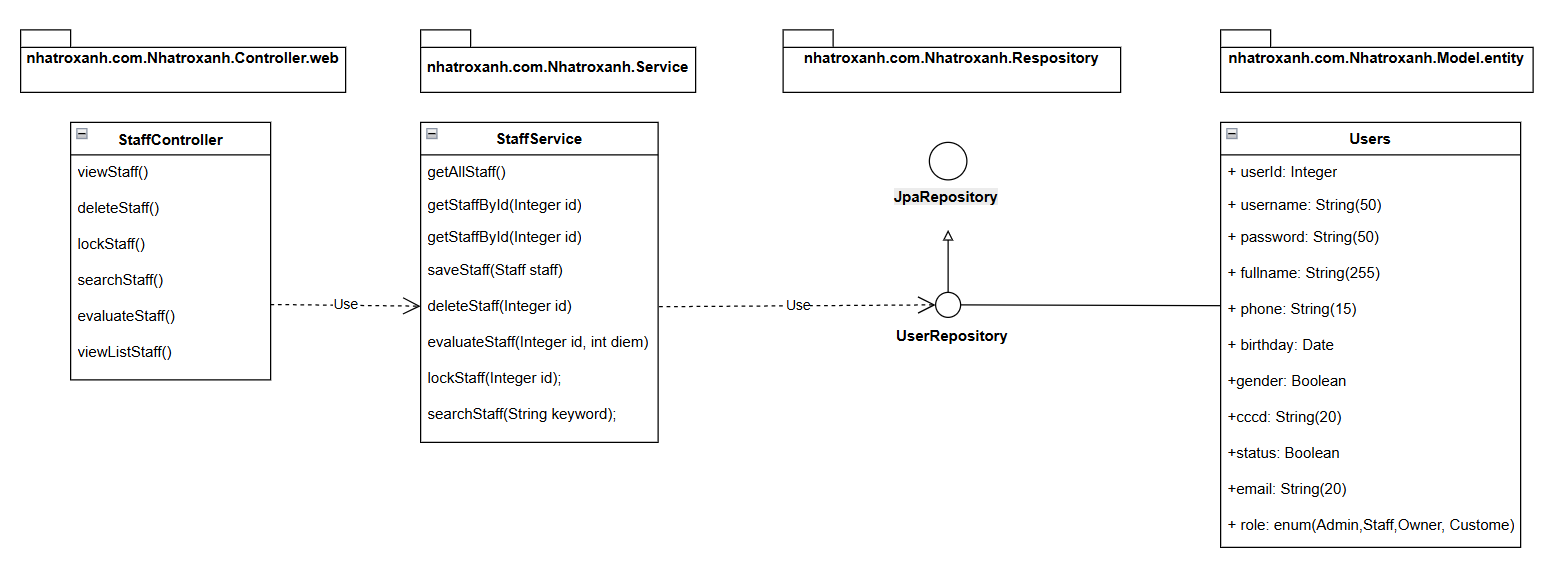 nhatroxanh.com.Nhatroxanh.Controller.web
nhatroxanh.com.Nhatroxanh.Service
nhatroxanh.com.Nhatroxanh.Respository
nhatroxanh.com.Nhatroxanh.Model.entity
StaffController
viewStaff()
deleteStaff()
lockStaff()
searchStaff()
evaluateStaff()
viewListStaff()
Use
StaffService
getAllStaff()
getStaffById(Integer id)
getStaffById(Integer id)
saveStaff(Staff staff)
deleteStaff(Integer id)
evaluateStaff(Integer id, int diem)
lockStaff(Integer id);
searchStaff(String keyword);
Use
JpaRepository
UserRepository
Users
+ userId: Integer
+ username: String(50)
+ password: String(50)
+ fullname: String(255)
+ phone: String(15)
+ birthday: Date
+gender: Boolean
+cccd: String(20)
+status: Boolean
+email: String(20)
+ role: enum(Admin,Staff,Owner, Custome)